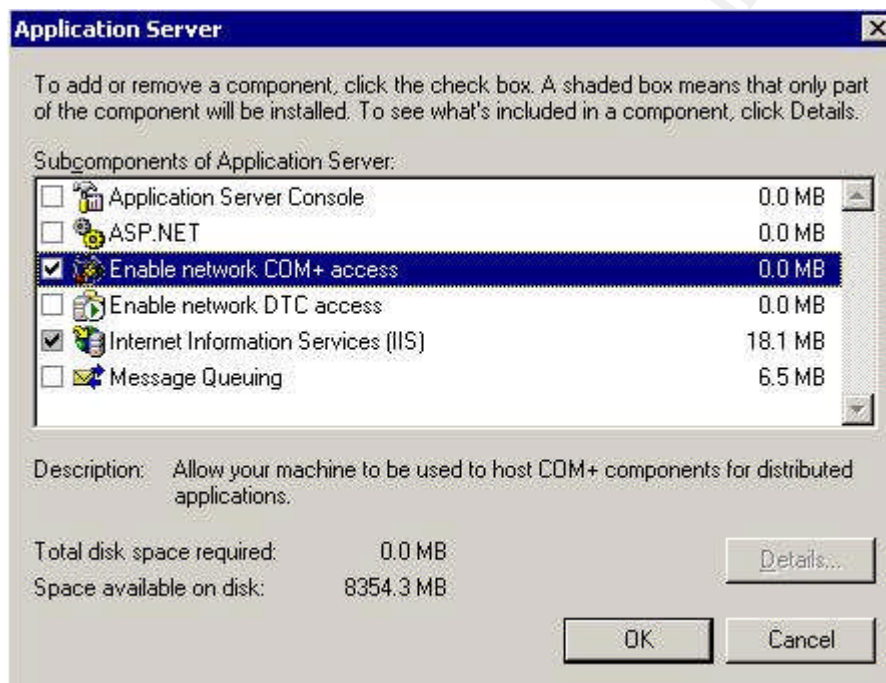 Application Server
To add or remove a component, click the check box. A shaded box means that only part
of the component will be installed. To see what's included in a component, click Details.
Subcomponents of Application Server:
Application Server Console 0.0 MB
ASP.NET 0.0 MB
Enable network COM+ access 0.0 MB
Enable network DTC access 0.0 MB
Internet Information Services (IIS) 18.1 MB
Message Queuing 6.5 MB
Description: Allow your machine to be used to host COM+ components for distributed
applications.
Total disk space required: 0.0 MB
Details...
Space available on disk: 8354.3 MB
OK Cancel